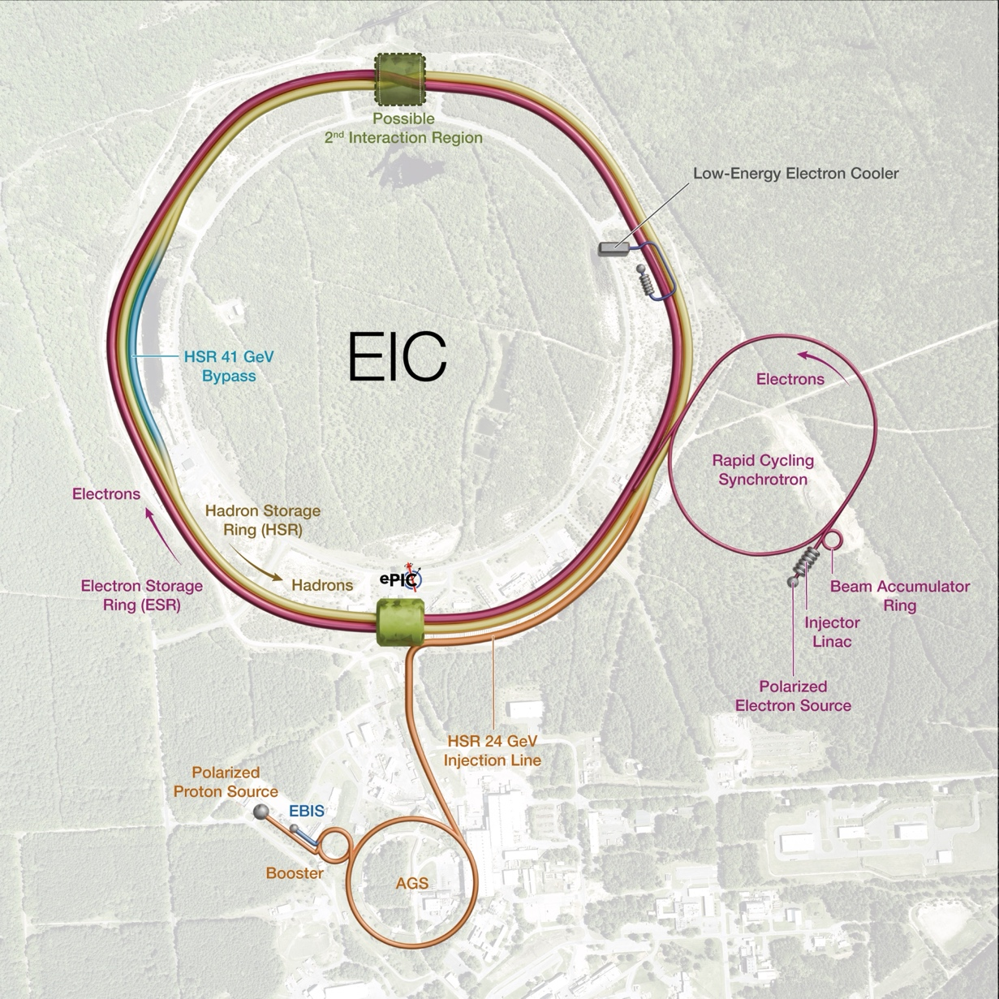 Possible
2nd Interaction Region
Low-Energy Electron Cooler
EIC
HSR 41 GeV
Bypass
Electrons
Rapid Cycling
Synchrotron
Electrons
Hadron Storage
Ring (HSR)
Hadrons
Electron Storage
Ring (ESR)
ePIC
Beam Accumulator
Ring
Injector
Linac
Polarized
Electron Source
HSR 24 GeV
Injection Line
Polarized
Proton Source
EBIS
Booster
AGS